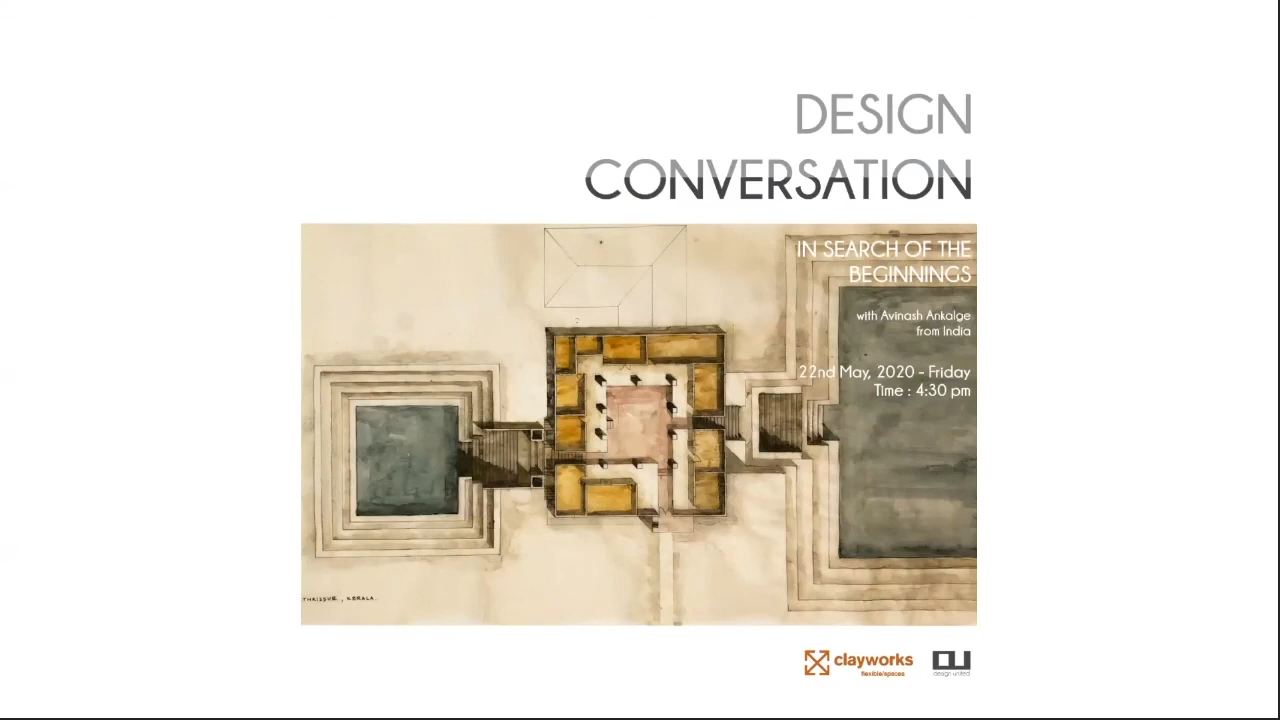 DESIGN
CONVERSATION
IN SEARCH OF THE
BEGINNINGS
with Avinash Ankalge
from India
22nd May, 2020 - Friday
Time : 4:30 pm
THRISSUR, KERALA.
clayworks
flexible/spaces
DU
design united